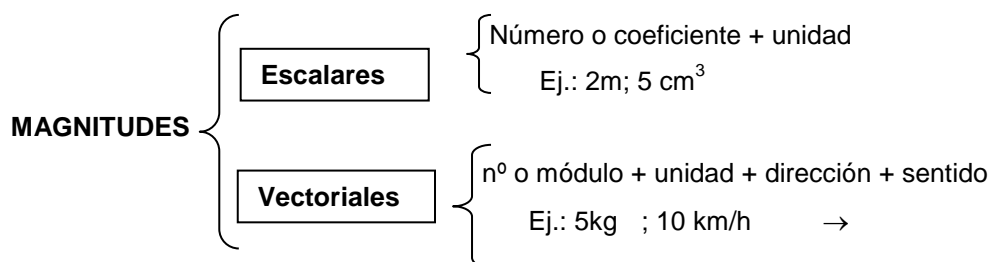 Número o coeficiente + unidad
Escalares
Ej.: 2m; 5 cm³
MAGNITUDES
nº o módulo + unidad + dirección + sentido
Vectoriales
Ej.: 5kg ; 10 km/h →